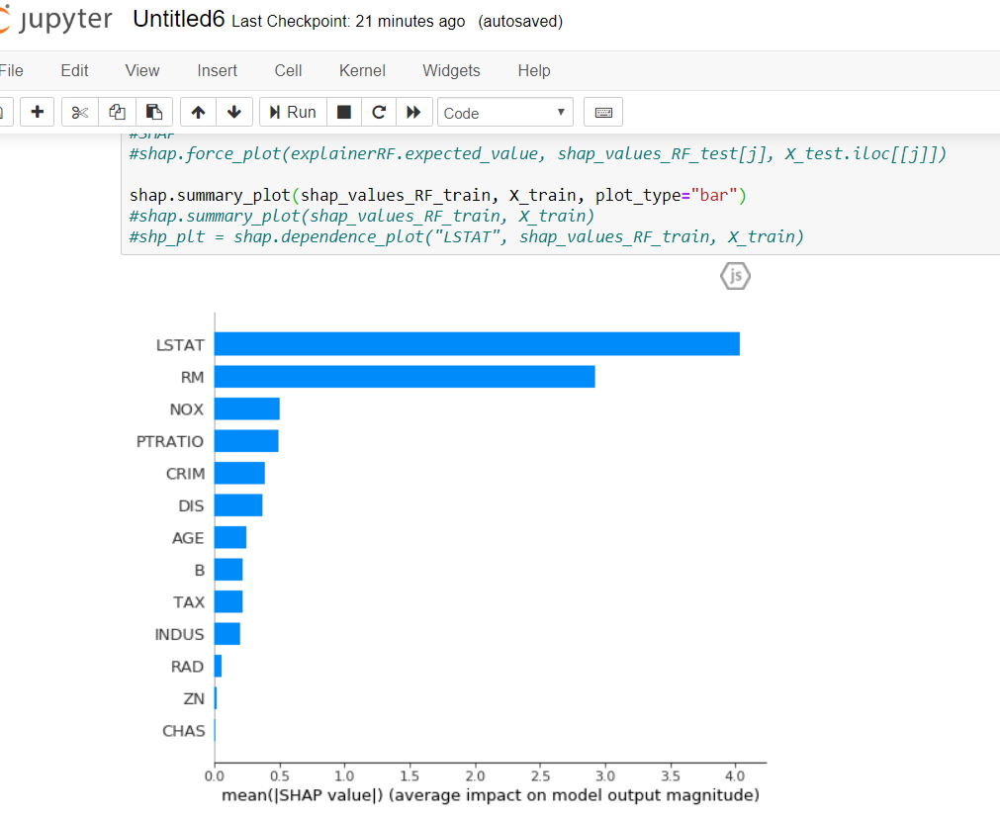 jupyter Untitled6 Last Checkpoint: 21 minutes ago (autosaved)
File Edit View Insert Cell Kernel Widgets Help
Run Code
#SHAP
#shap.force_plot(explainerRF.expected_value, shap_values_RF_test[j], X_test.iloc[[j]])
shap.summary_plot(shap_values_RF_train, X_train, plot_type="bar")
#shap.summary_plot(shap_values_RF_train, X_train)
#shp_plt = shap.dependence_plot("LSTAT", shap_values_RF_train, X_train)
js
LSTAT
RM
NOX
PTRATIO
CRIM
DIS
AGE
B
TAX
INDUS
RAD
ZN
CHAS
0.0 0.5 1.0 1.5 2.0 2.5 3.0 3.5 4.0
mean(|SHAP value|) (average impact on model output magnitude)